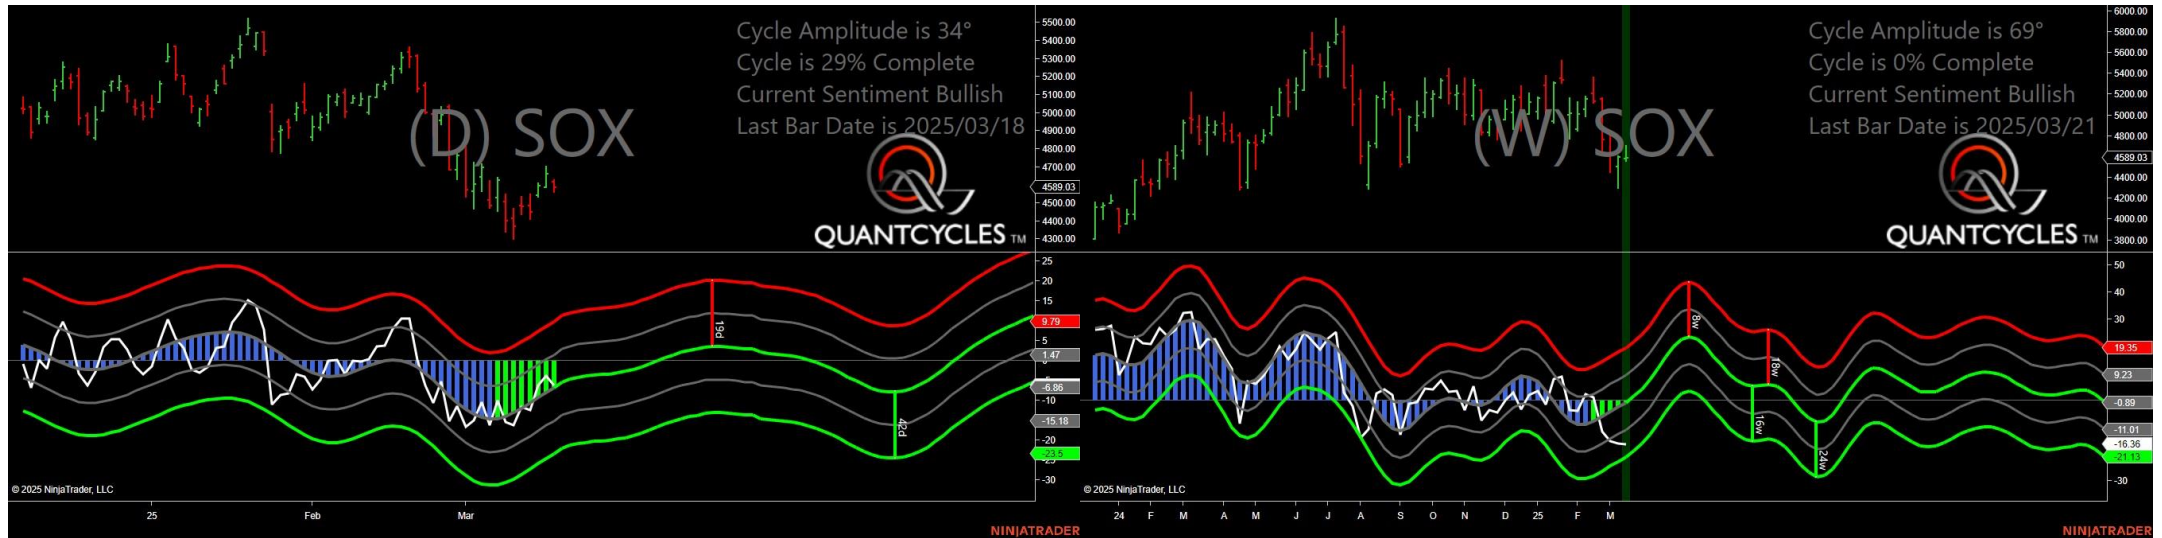 Cycle Amplitude is 34°
Cycle is 29% Complete
Current Sentiment Bullish
Last Bar Date is 2025/03/18
(D) SOX
QUANTCYCLES TM
5500.00
5400.00
5300.00
5200.00
5100.00
5000.00
4900.00
4800.00
4700.00
4589.03
4500.00
4400.00
4300.00
25
20
15
9.79
5
1.47
-6.86
-10
-15.18
-20
-23.5
-30
19d
42d
© 2025 NinjaTrader, LLC
25
Feb
Mar
NINJATRADER
Cycle Amplitude is 69°
Cycle is 0% Complete
Current Sentiment Bullish
Last Bar Date is 2025/03/21
(W) SOX
QUANTCYCLES TM
6000.00
5800.00
5600.00
5400.00
5200.00
5000.00
4800.00
4589.03
4400.00
4200.00
4000.00
3800.00
50
40
30
19.35
9.23
-0.89
-11.01
-16.36
-21.13
-30
8w
18w
16w
24w
© 2025 NinjaTrader, LLC
24 F M A M J J A S O N D 25 F M
NINJATRADER